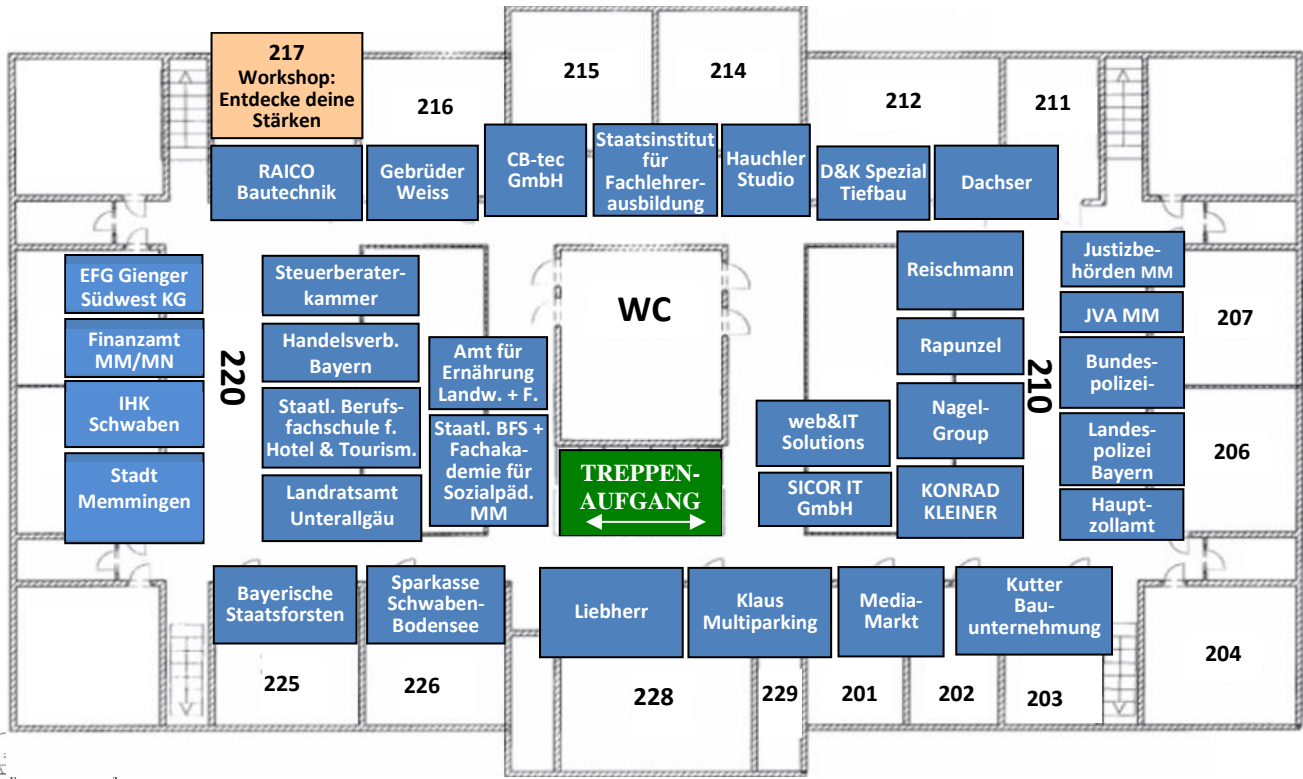 217
Workshop:
Entdecke deine
Stärken
216
215
214
212
211
RAICO
Bautechnik
Gebrüder
Weiss
CB-tec
GmbH
Staatsinstitut
für
Fachlehrer-
ausbildung
Hauchler
Studio
D&K Spezial
Tiefbau
Dachser
EFG Gienger
Südwest KG
Finanzamt
MM/MN
IHK
Schwaben
Stadt
Memmingen
220
Steuerberater-
kammer
Handelsverb.
Bayern
Staatl. Berufs-
fachschule f.
Hotel & Tourism.
Landratsamt
Unterallgäu
Amt für
Ernährung
Landw. + F.
Staatl. BFS +
Fachaka-
demie für
Sozialpäd.
MM
WC
TREPPEN-
AUFGANG
web&IT
Solutions
SICOR IT
GmbH
Reischmann
Rapunzel
Nagel-
Group
KONRAD
KLEINER
210
Justizbe-
hörden MM
JVA MM
Bundes-
polizei-
Landes-
polizei
Bayern
Haupt-
zollamt
207
206
Bayerische
Staatsforsten
Sparkasse
Schwaben-
Bodensee
Liebherr
Klaus
Multiparking
Media-
Markt
Kutter
Bau-
unternehmung
225
226
228
229
201
202
203
204